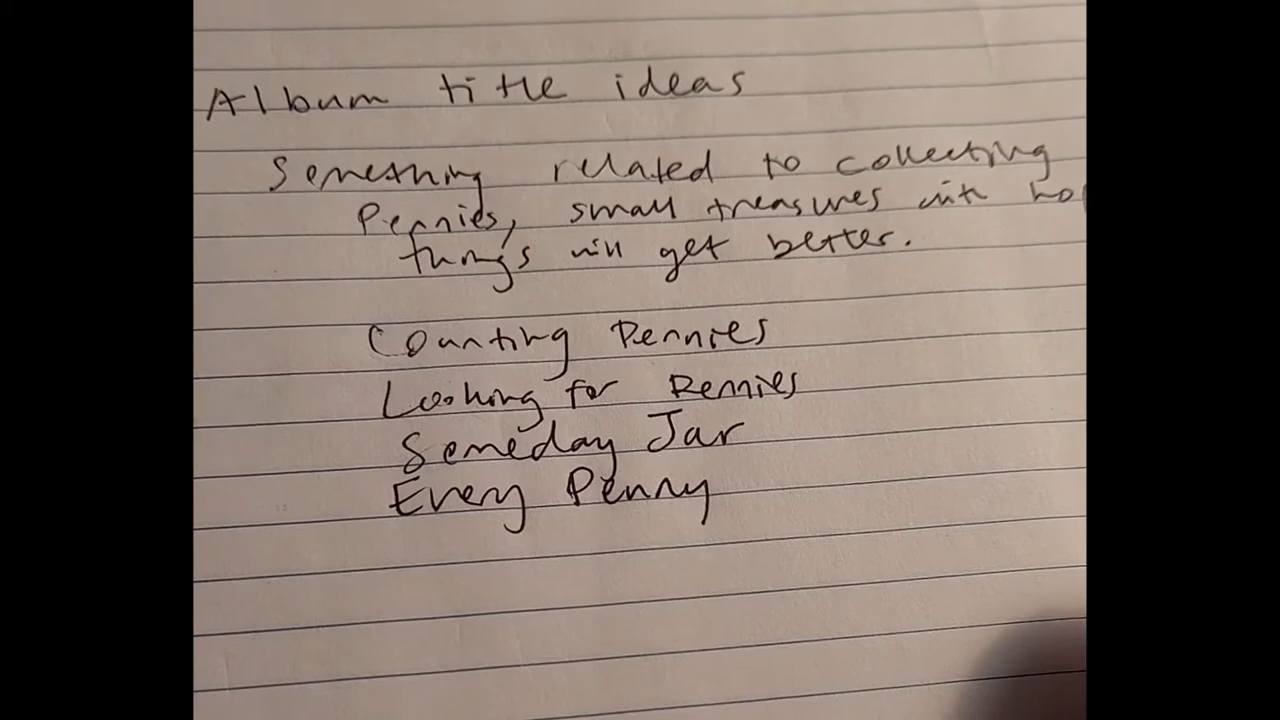 Album title ideas
Something related to collecting
Pennies, small treasures with
things will get better.
Counting Pennies
Looking for Pennies
Someday Jar
Every Penny